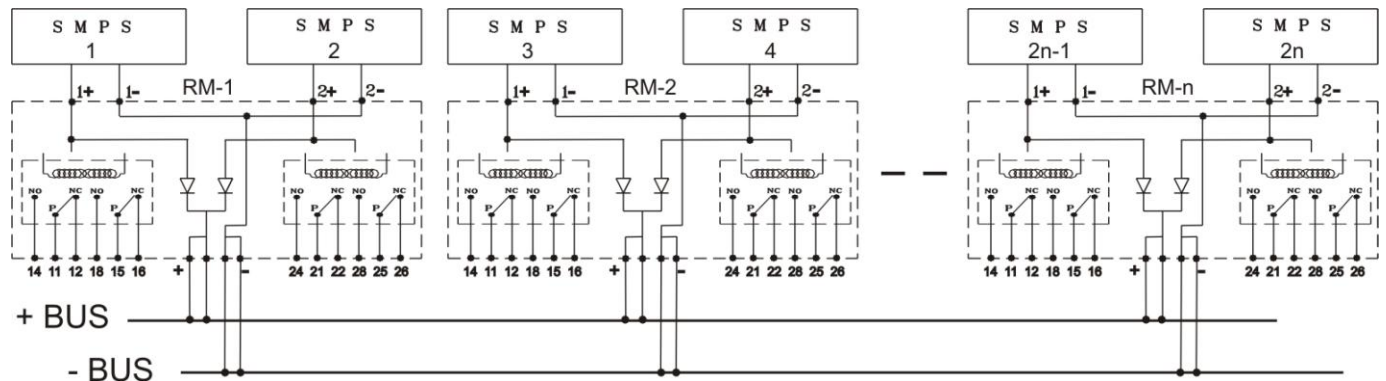 S M P S S M P S S M P S S M P S S M P S S M P S
1 2 3 4 2n-1 2n
1+ 1- RM-1 2+ 2- 1+ 1- RM-2 2+ 2- 1+ 1- RM-n 2+ 2-
NO NC NO NC NO NC NO NC NO NC NO NC NO NC NO NC NO NC NO NC NO NC NO NC
P P P P P P P P P P P P
14 11 12 18 15 16 + - 24 21 22 28 25 26 14 11 12 18 15 16 + - 24 21 22 28 25 26 14 11 12 18 15 16 + - 24 21 22 28 25 26
+ BUS
- BUS